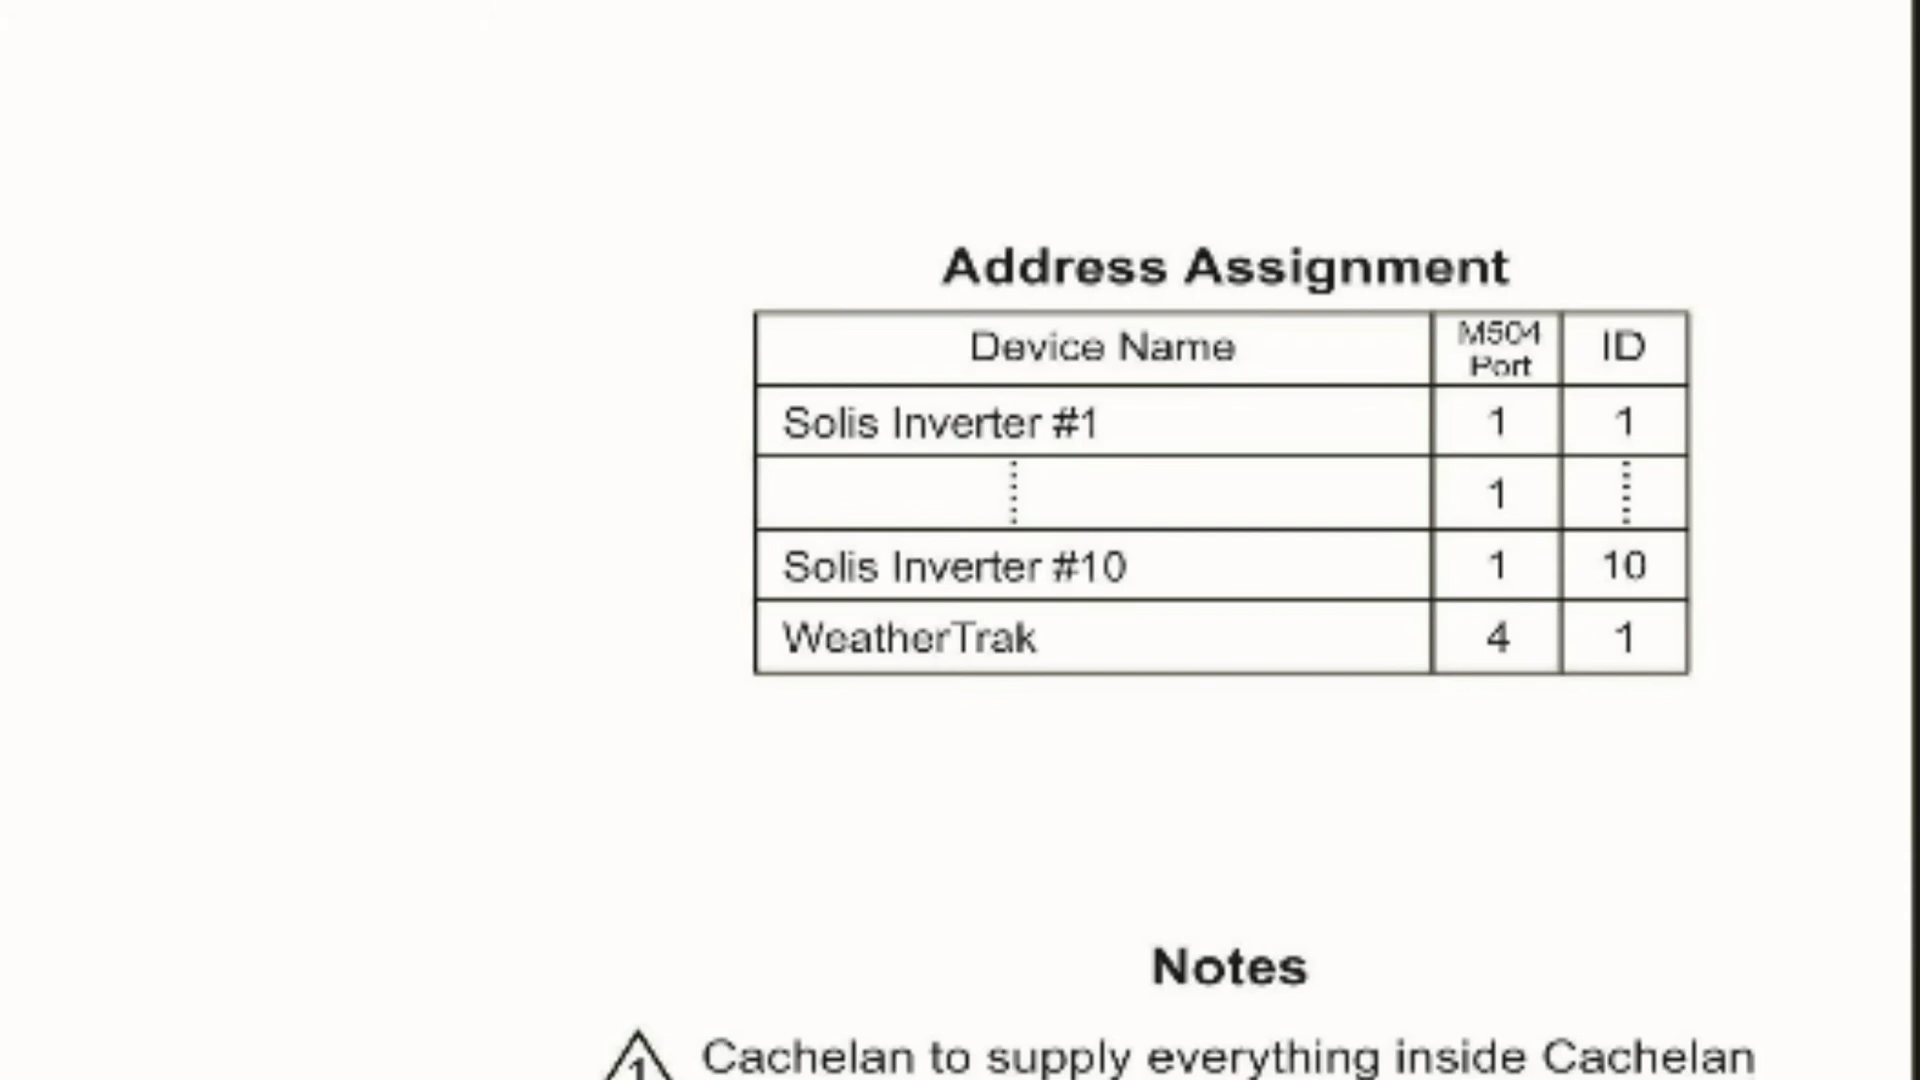 Address Assignment
Device Name M504 Port ID
Solis Inverter #1 1 1
1
Solis Inverter #10 1 10
WeatherTrak 4 1
Notes
1 Cachelan to supply everything inside Cachelan